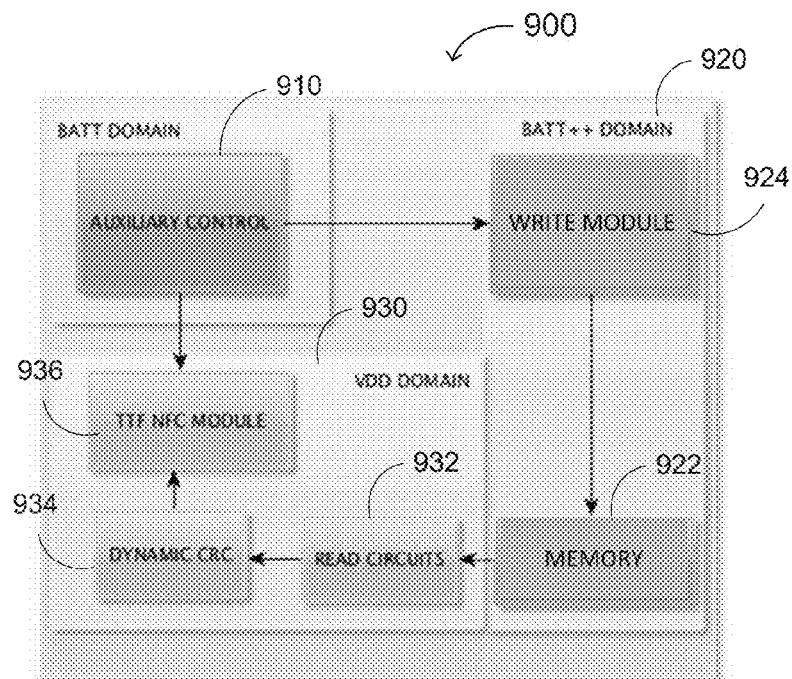 900
920
910
BATT DOMAIN
BATT++ DOMAIN
924
AUXILIARY CONTROL
WRITE MODULE
930
936
VDD DOMAIN
TTF NFC MODULE
932
922
934
DYNAMIC CRC
READ CIRCUITS
MEMORY